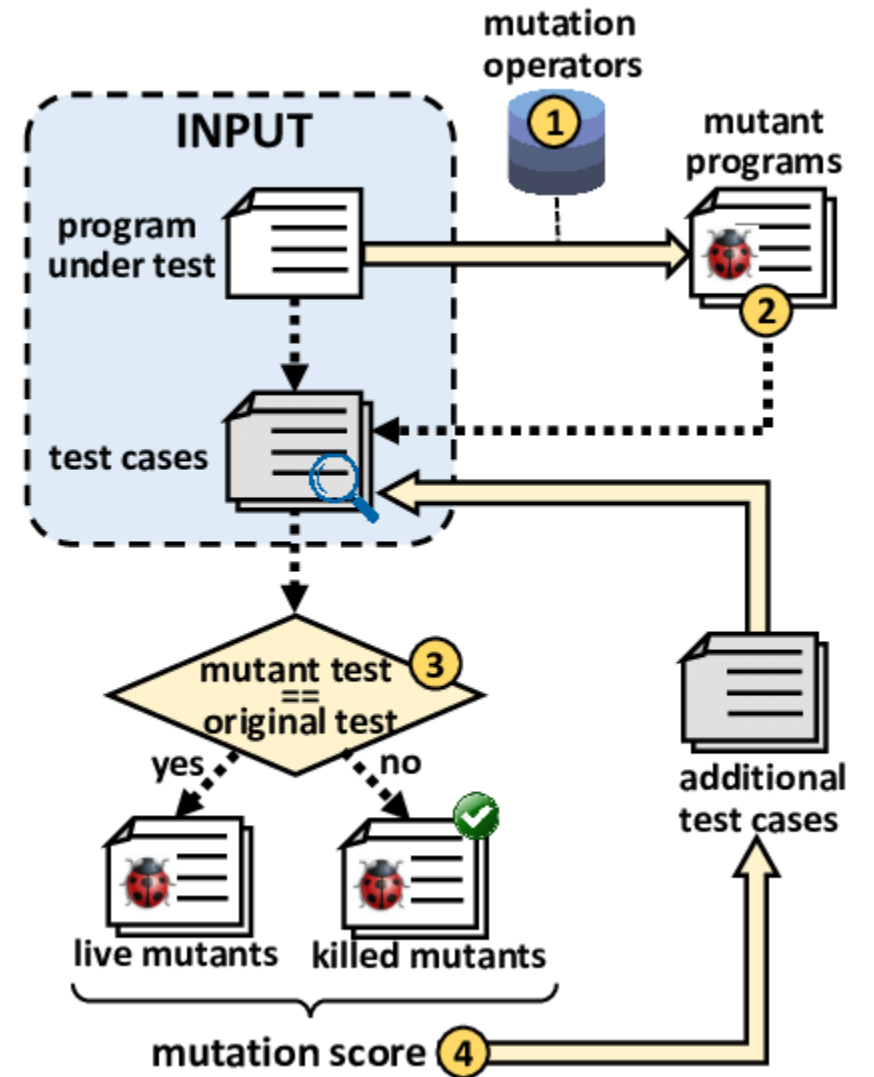 mutation
operators
1
INPUT
mutant
programs
program
under test
2
test cases
mutant test
3
==
original test
yes
no
additional
test cases
live mutants
killed mutants
mutation score
4